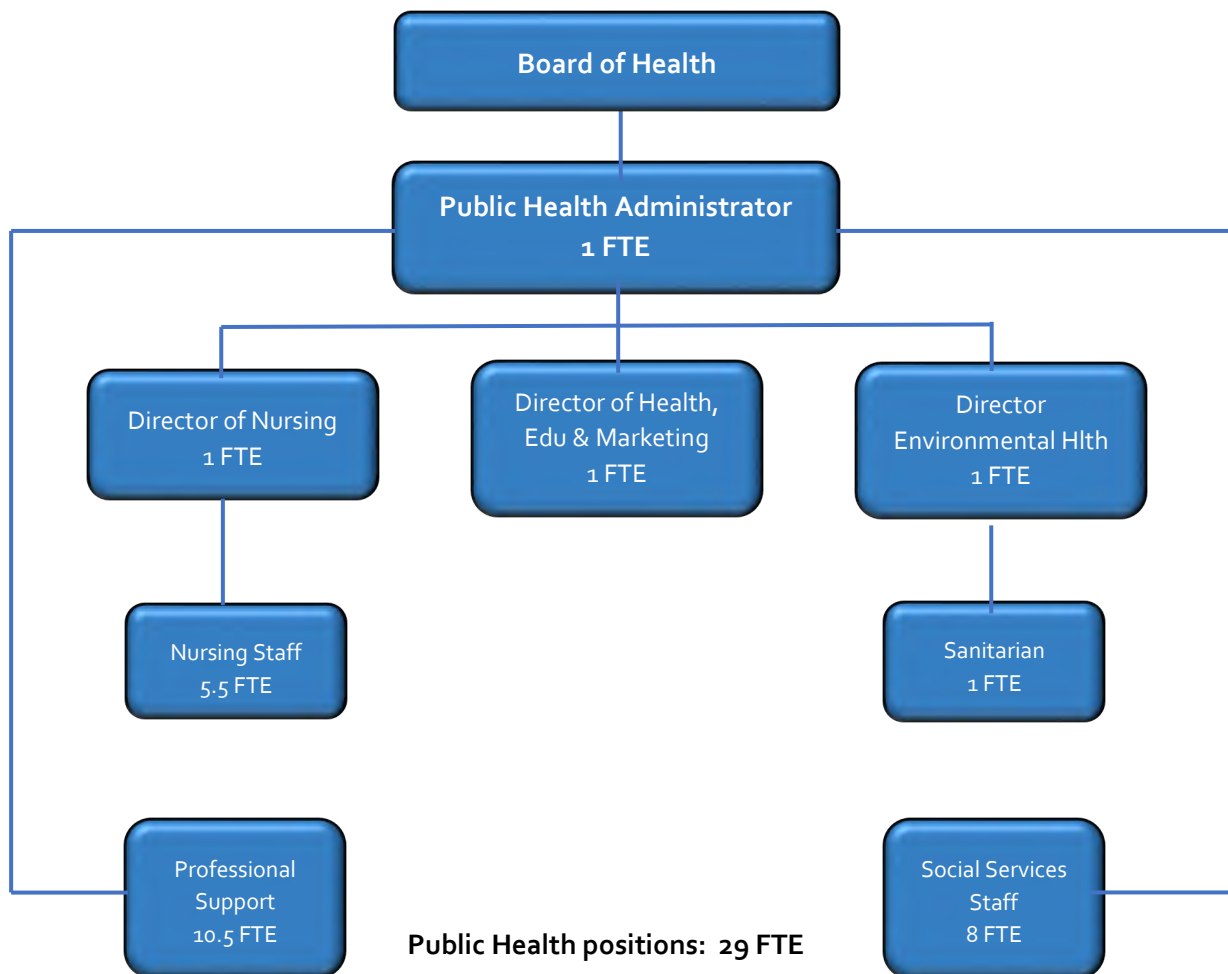 Board of Health
Public Health Administrator
1 FTE
Director of Nursing
1 FTE
Director of Health,
Edu & Marketing
1 FTE
Director
Environmental Hlth
1 FTE
Nursing Staff
5.5 FTE
Sanitarian
1 FTE
Professional
Support
10.5 FTE
Social Services
Staff
8 FTE
Public Health positions: 29 FTE